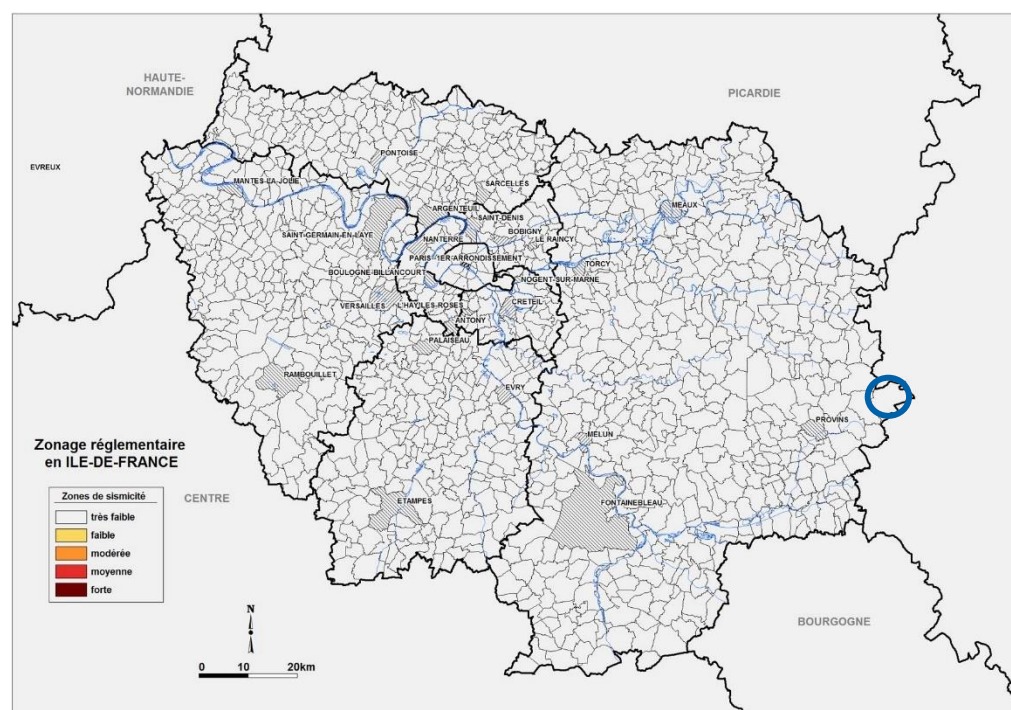 HAUTE-
NORMANDIE
PICARDIE
EVREUX
PONTOISE
MANTES-LA-JOLIE
SARCELLES
MEAUX
ARGENTEUIL
SAINT-DENIS
SAINT-GERMAIN-EN-LAYE
NANTERRE
BOBIGNY
LE RAINCY
PARIS 1ER ARRONDISSEMENT
TORCY
BOULOGNE-BILLANCOURT
NOGENT-SUR-MARNE
VERSAILLES
L'HAY-LES-ROSES
CRETEIL
ANTONY
PALAISEAU
RAMBOUILLET
EVRY
PROVINS
MELUN
Zonage réglementaire
en ILE-DE-FRANCE
Zones de sismicité
très faible
faible
modérée
moyenne
forte
CENTRE
ETAMPES
FONTAINEBLEAU
BOURGOGNE
N
0 10 20km